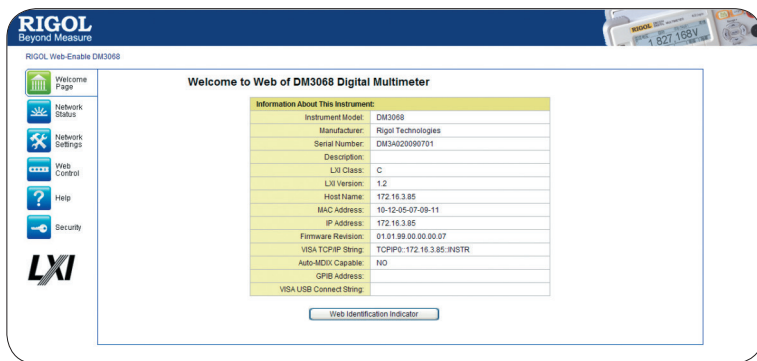 RIGOL
Beyond Measure
RIGOL
1.827,168V
RIGOL Web-Enable DM3068
Welcome
Page
Network
Status
Network
Settings
Web
Control
Help
Security
LXI
Welcome to Web of DM3068 Digital Multimeter
Information About This Instrument:
Instrument Model: DM3068
Manufacturer: Rigol Technologies
Serial Number: DM3A020090701
Description:
LXI Class: C
LXI Version: 1.2
Host Name: 172.16.3.85
MAC Address: 10-12-05-07-09-11
IP Address: 172.16.3.85
Firmware Revision: 01.01.99.00.00.00.07
VISA TCP/IP String: TCPIP0::172.16.3.85::INSTR
Auto-MDIX Capable: NO
GPIB Address:
VISA USB Connect String:
Web Identification Indicator